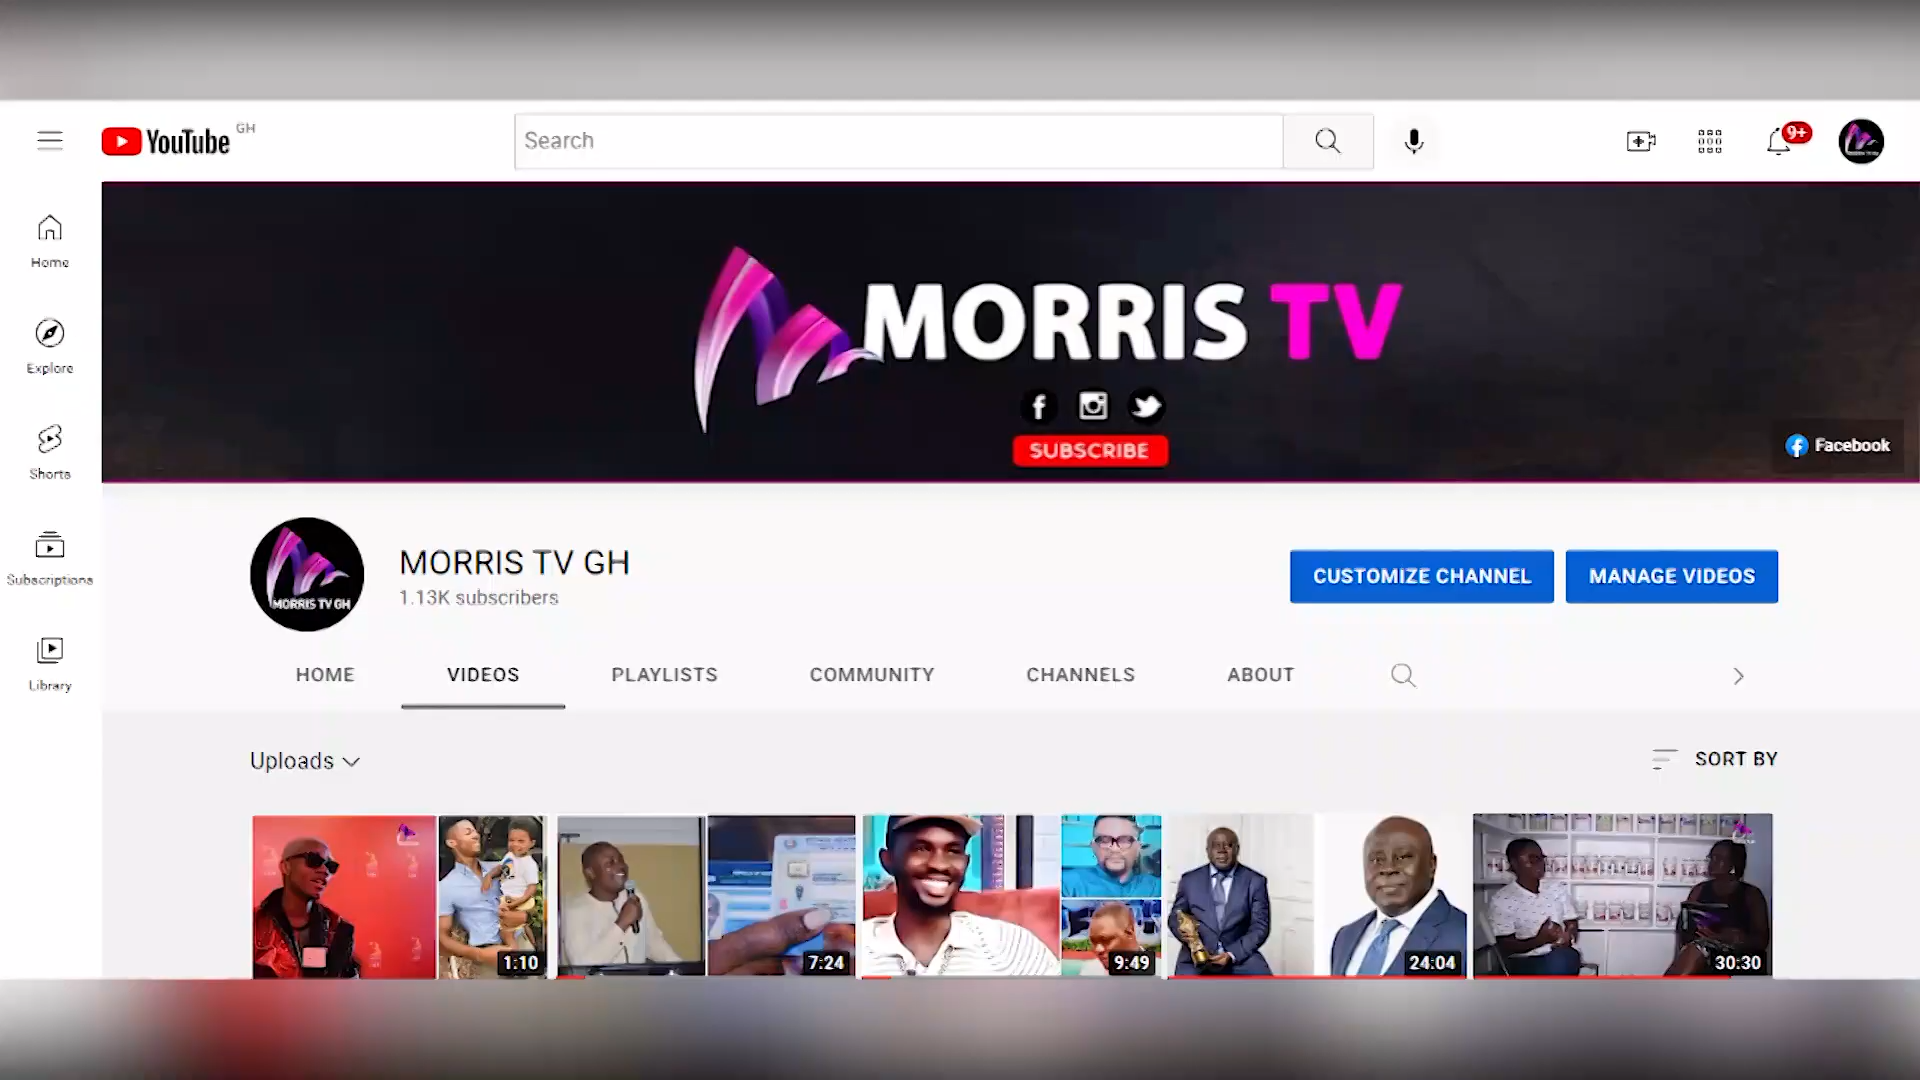 YouTube GH
Search
9+
Home
Explore
Shorts
Subscriptions
Library
MORRIS TV
SUBSCRIBE
Facebook
MORRIS TV GH
MORRIS TV GH
1.13K subscribers
CUSTOMIZE CHANNEL
MANAGE VIDEOS
HOME
VIDEOS
PLAYLISTS
COMMUNITY
CHANNELS
ABOUT
Uploads
SORT BY
1:10
7:24
9:49
24:04
30:30